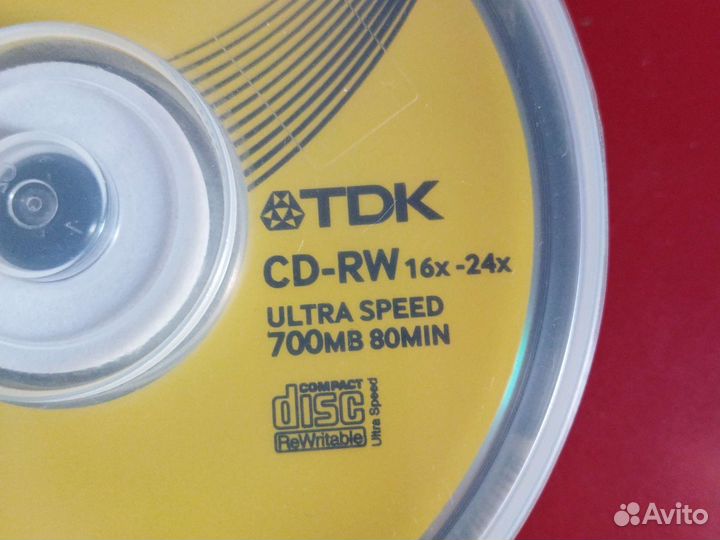 TDK
CD-RW 16x -24x
ULTRA SPEED
700MB 80MIN
COMPACT
disc
ReWritable
Ultra Speed
Avito